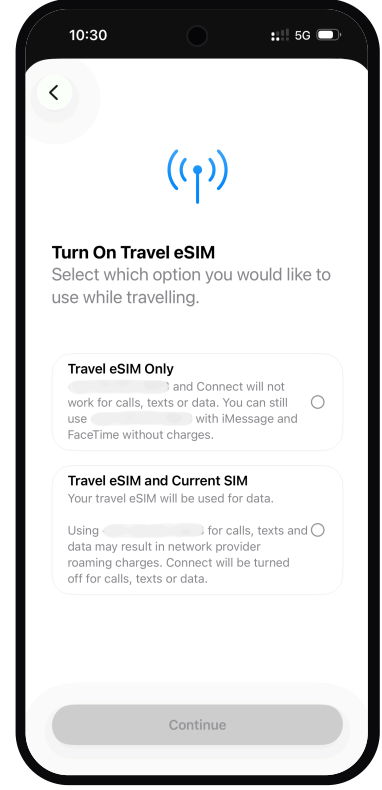 10:30
5G
Turn On Travel eSIM
Select which option you would like to
use while travelling.
Travel eSIM Only
and Connect will not
work for calls, texts or data. You can still
use with iMessage and
FaceTime without charges.
Travel eSIM and Current SIM
Your travel eSIM will be used for data.
Using for calls, texts and
data may result in network provider
roaming charges. Connect will be turned
off for calls, texts or data.
Continue